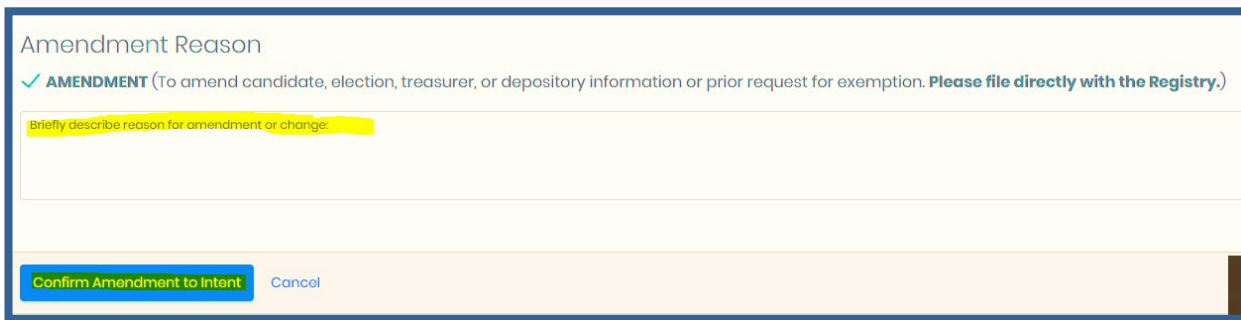 Amendment Reason
✓ AMENDMENT (To amend candidate, election, treasurer, or depository information or prior request for exemption. Please file directly with the Registry.)
Briefly describe reason for amendment or change:
Confirm Amendment to Intent Cancel